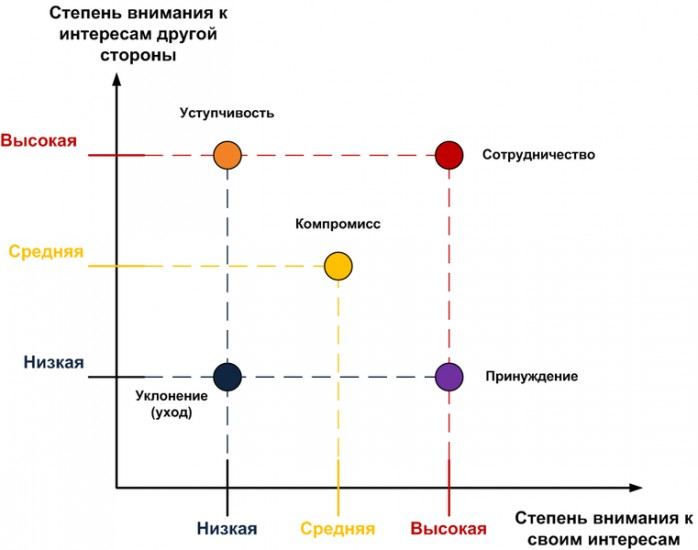 Степень внимания к
интересам другой
стороны
Уступчивость
Высокая
Сотрудничество
Компромисс
Средняя
Низкая
Принуждение
Уклонение
(уход)
Низкая
Средняя
Высокая
Степень внимания к
своим интересам